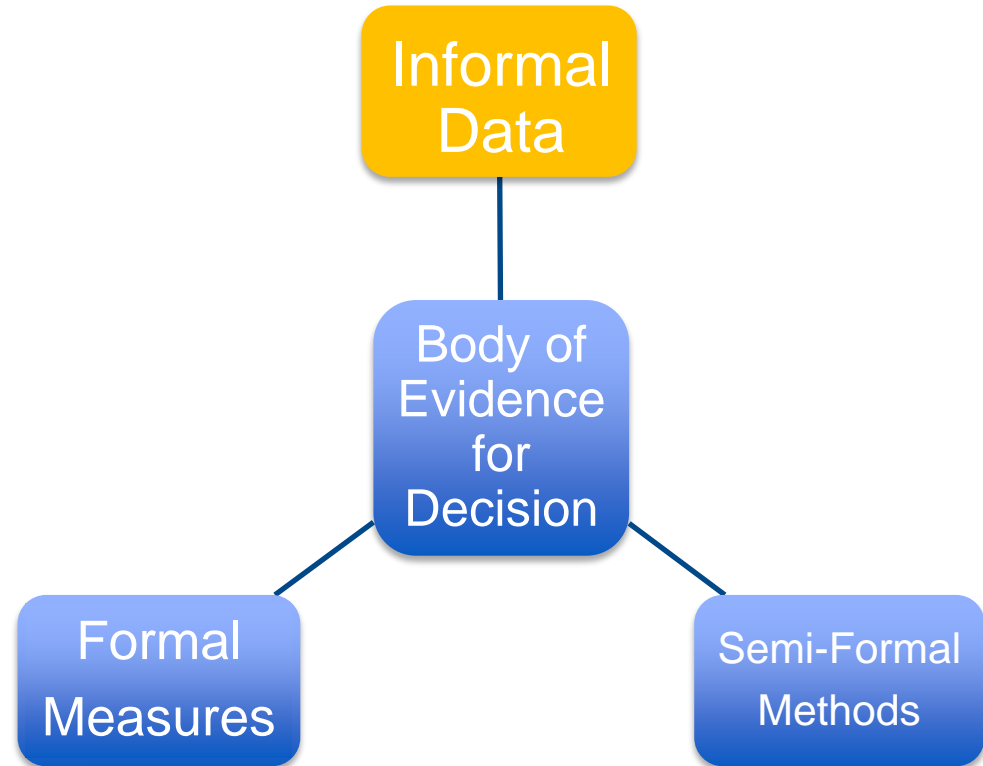 Informal
Data
Body of
Evidence
for
Decision
Formal
Measures
Semi-Formal
Methods